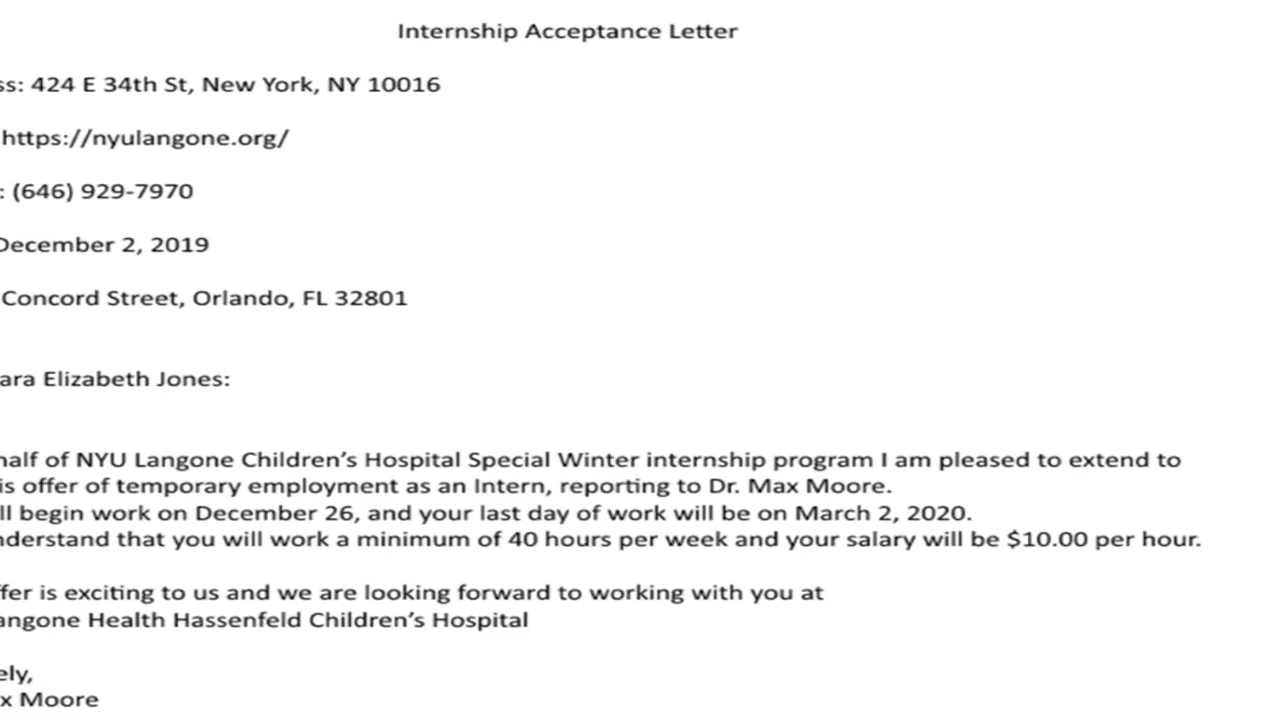 Internship Acceptance Letter
ss: 424 E 34th St, New York, NY 10016
https://nyulangone.org/
: (646) 929-7970
December 2, 2019
Concord Street, Orlando, FL 32801
ara Elizabeth Jones:
half of NYU Langone Children’s Hospital Special Winter internship program I am pleased to extend to
is offer of temporary employment as an Intern, reporting to Dr. Max Moore.
ll begin work on December 26, and your last day of work will be on March 2, 2020.
nderstand that you will work a minimum of 40 hours per week and your salary will be $10.00 per hour.
ffer is exciting to us and we are looking forward to working with you at
angone Health Hassenfeld Children’s Hospital
ely,
x Moore